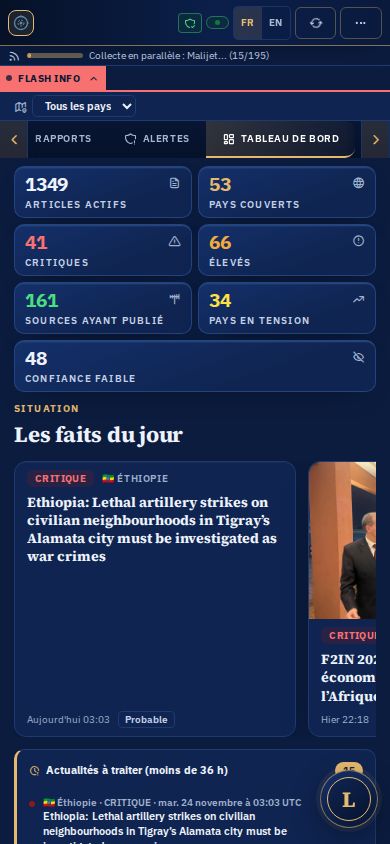 FR
EN
Collecte en parallèle : Malijet... (15/195)
FLASH INFO
Tous les pays
RAPPORTS
ALERTES
TABLEAU DE BORD
1349
ARTICLES ACTIFS
53
PAYS COUVERTS
41
CRITIQUES
66
ÉLEVÉS
161
SOURCES AYANT PUBLIÉ
34
PAYS EN TENSION
48
CONFIANCE FAIBLE
SITUATION
Les faits du jour
CRITIQUE
ÉTHIOPIE
Ethiopia: Lethal artillery strikes on
civilian neighbourhoods in Tigray's
Alamata city must be investigated as
war crimes
Aujourd'hui 03:03
Probable
F2IN
économ
l'Afrique
Hier 22:18
Actualités à traiter (moins de 36 h)
Éthiopie · CRITIQUE · mar. 24 novembre à 03:03 UTC
Ethiopia: Lethal artillery strikes on
civilian neighbourhoods in Tigray's
Alamata city must be
L